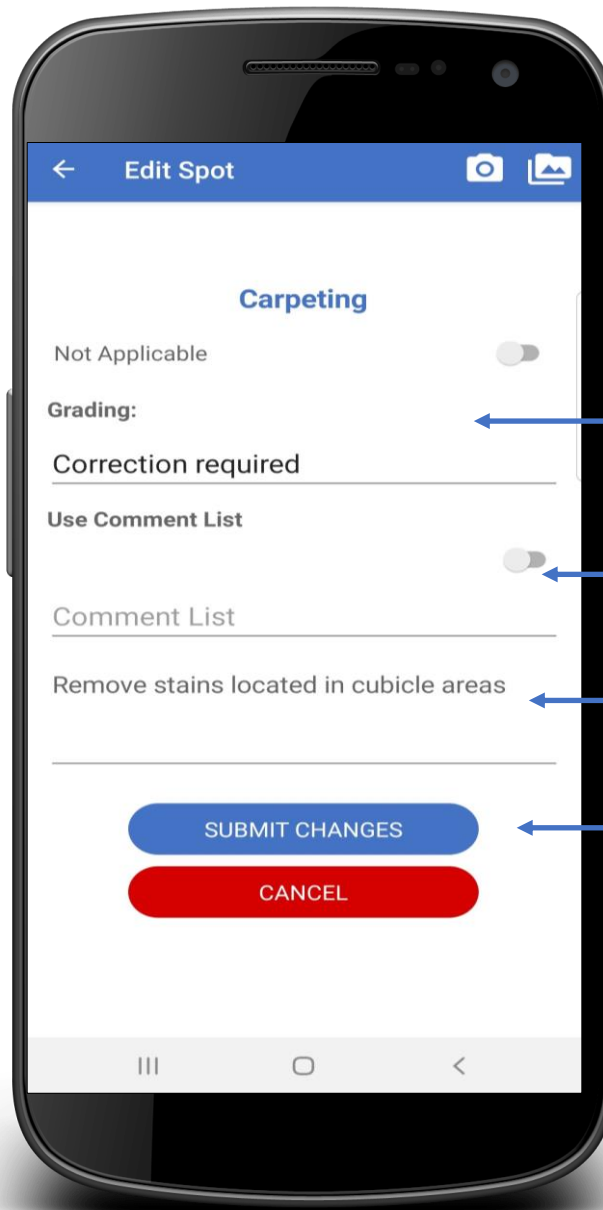 Edit Spot
Carpeting
Not Applicable
Grading:
Correction required
Use Comment List
Comment List
Remove stains located in cubicle areas
SUBMIT CHANGES
CANCEL